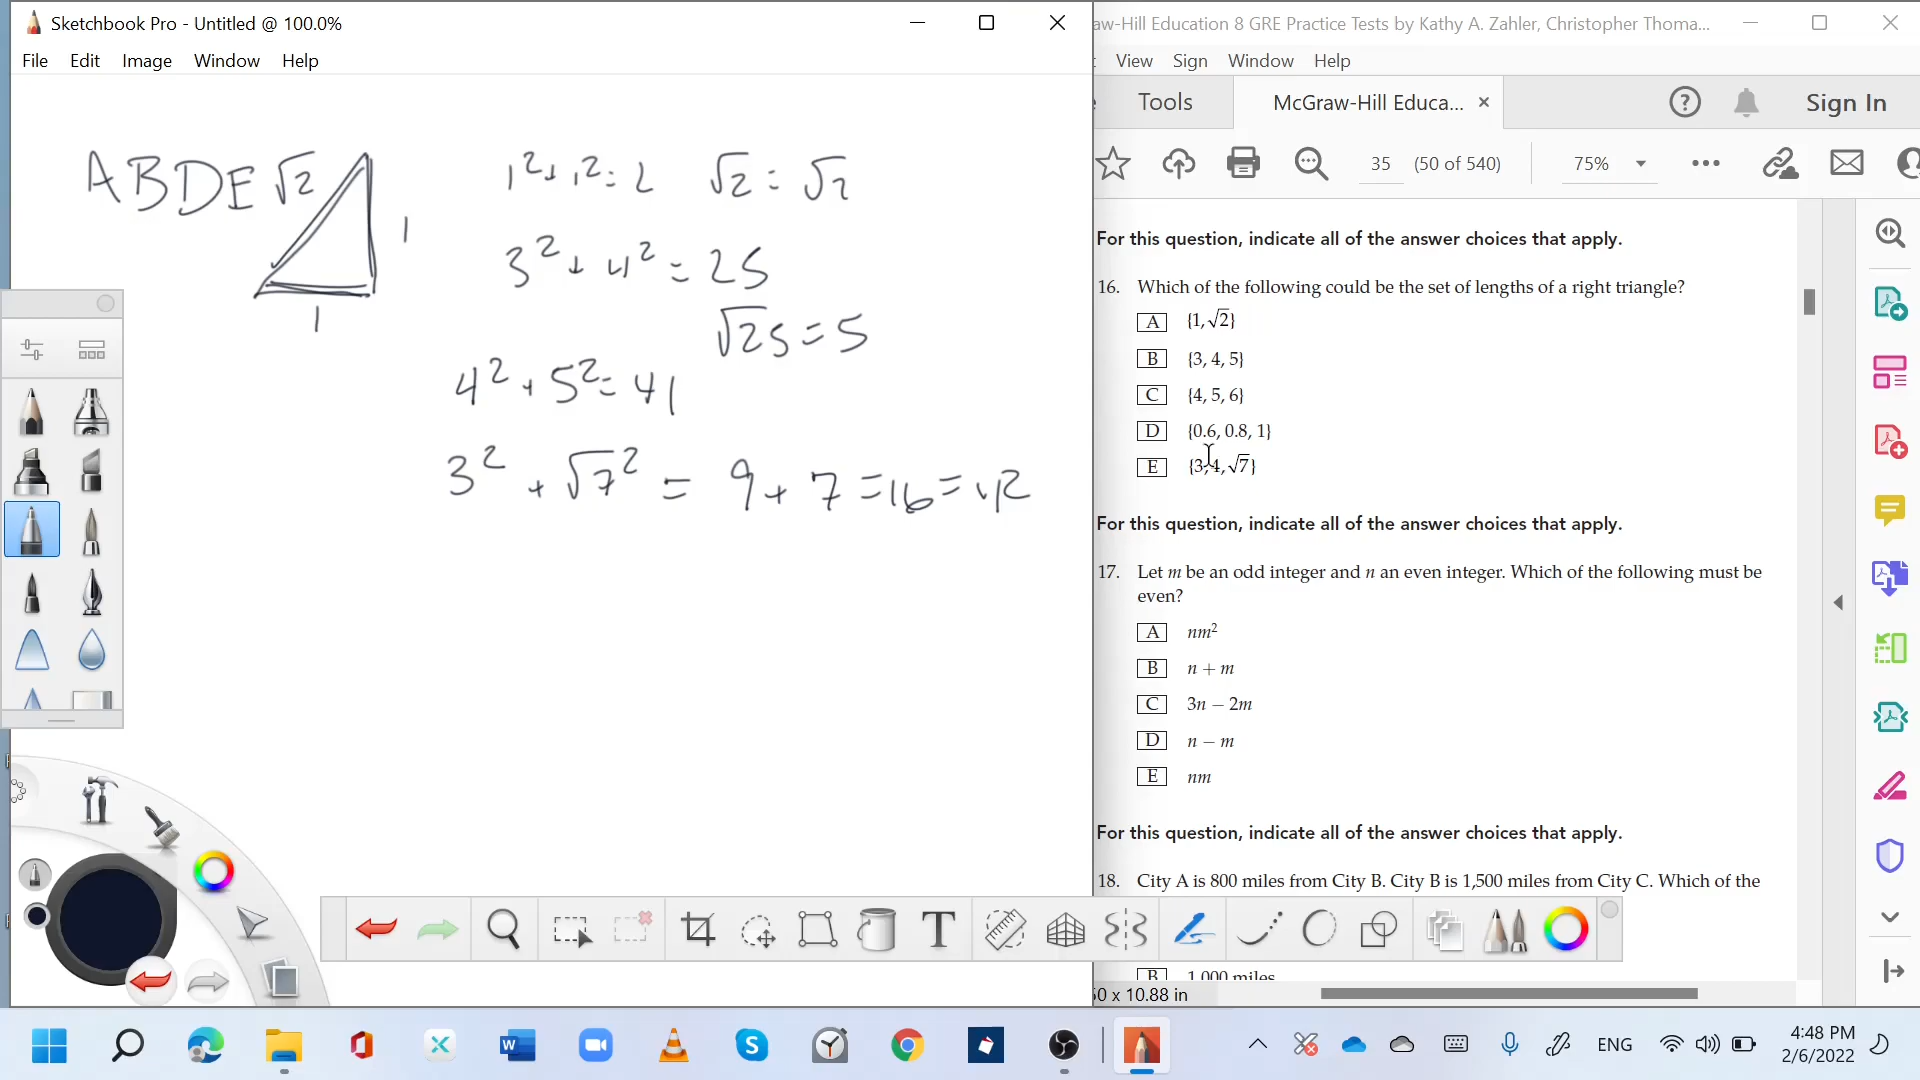 Sketchbook Pro - Untitled @ 100.0%
File Edit Image Window Help
ABDE √2
1
1
1² + 1² = 2 √2 = √2
3² + 4² = 25
√25 = 5
4² + 5² = 41
3² + √7² = 9 + 7 = 16 =
aw-Hill Education 8 GRE Practice Tests by Kathy A. Zahler, Christopher Thoma...
View Sign Window Help
Tools McGraw-Hill Educa... × Sign In
35 (50 of 540) 75%
For this question, indicate all of the answer choices that apply.
16. Which of the following could be the set of lengths of a right triangle?
A {1, √2}
B {3, 4, 5}
C {4, 5, 6}
D {0.6, 0.8, 1}
E {3, 4, √7}
For this question, indicate all of the answer choices that apply.
17. Let m be an odd integer and n an even integer. Which of the following must be
even?
A nm²
B n + m
C 3n − 2m
D n − m
E nm
For this question, indicate all of the answer choices that apply.
18. City A is 800 miles from City B. City B is 1,500 miles from City C. Which of the
B 1,000 miles
0 x 10.88 in
T
ENG
4:48 PM
2/6/2022